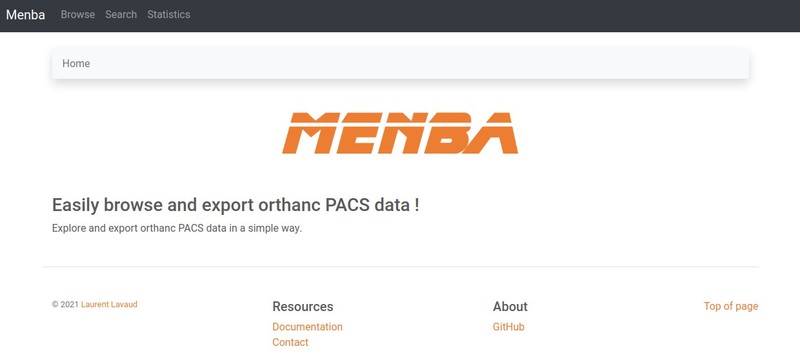 Menba Browse Search Statistics
Home
MENBA
Easily browse and export orthanc PACS data !
Explore and export orthanc PACS data in a simple way.
© 2021 Laurent Lavaud
Resources
Documentation
Contact
About
GitHub
Top of page